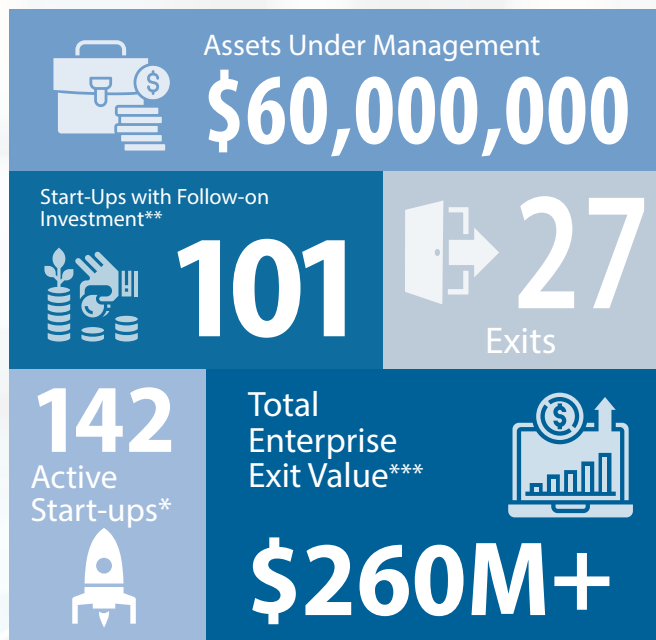 Assets Under Management
$60,000,000
Start-Ups with Follow-on
Investment**
101
27
Exits
142
Active
Start-ups*
Total
Enterprise
Exit Value***
$260M+